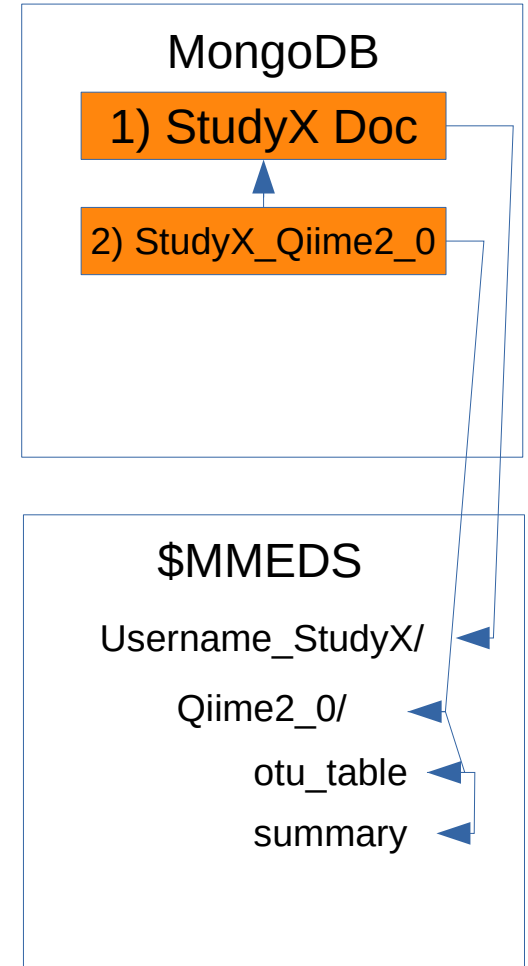 MongoDB
1) StudyX Doc
2) StudyX_Qiime2_0
$MMEDS
Username_StudyX/
Qiime2_0/
otu_table
summary